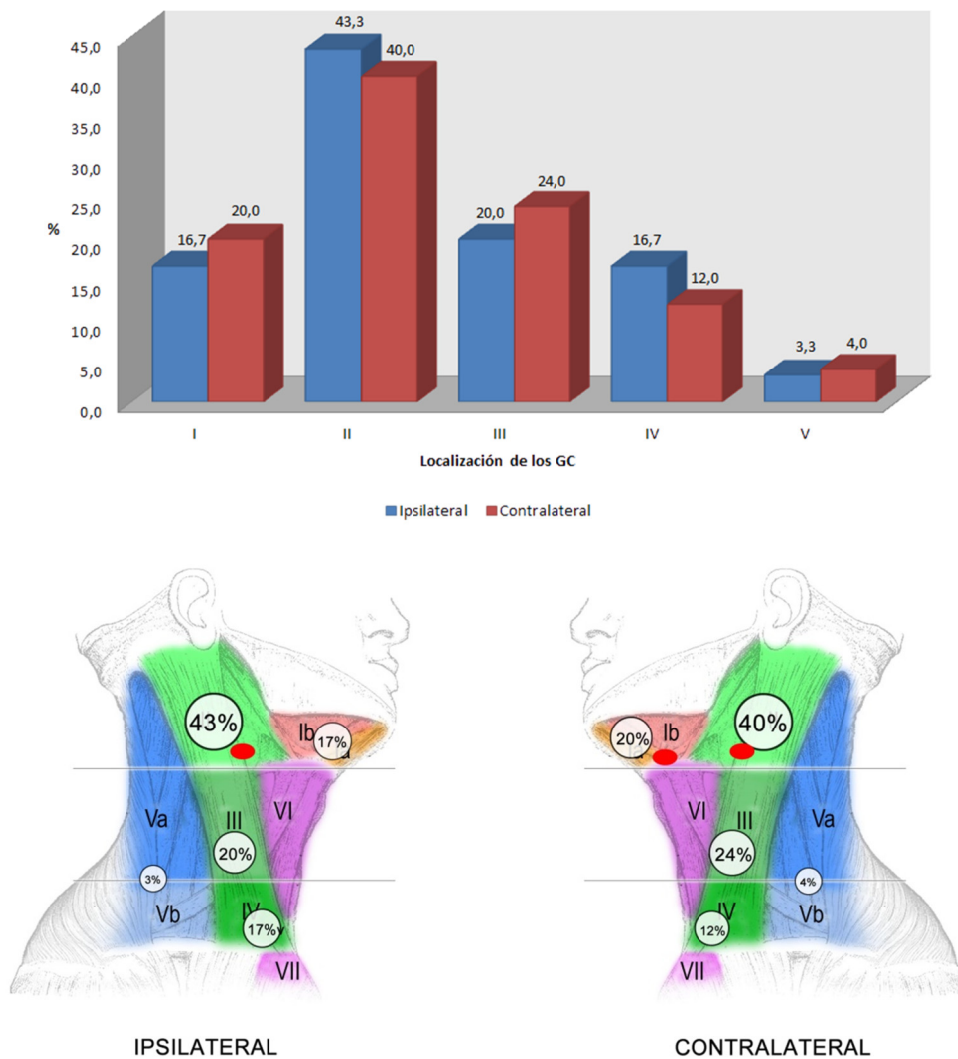 45,0
40,0
35,0
30,0
25,0
20,0
15,0
10,0
5,0
0,0
%
16,7
20,0
43,3
40,0
20,0
24,0
16,7
12,0
3,3
4,0
I
II
III
IV
V
Localización de los GC
Ipsilateral
Contralateral
43%
Ib
17%
Va
III
VI
20%
3%
Vb
IV
17%
VII
IPSILATERAL
20%
Ib
40%
VI
III
Va
24%
4%
IV
Vb
12%
VII
CONTRALATERAL